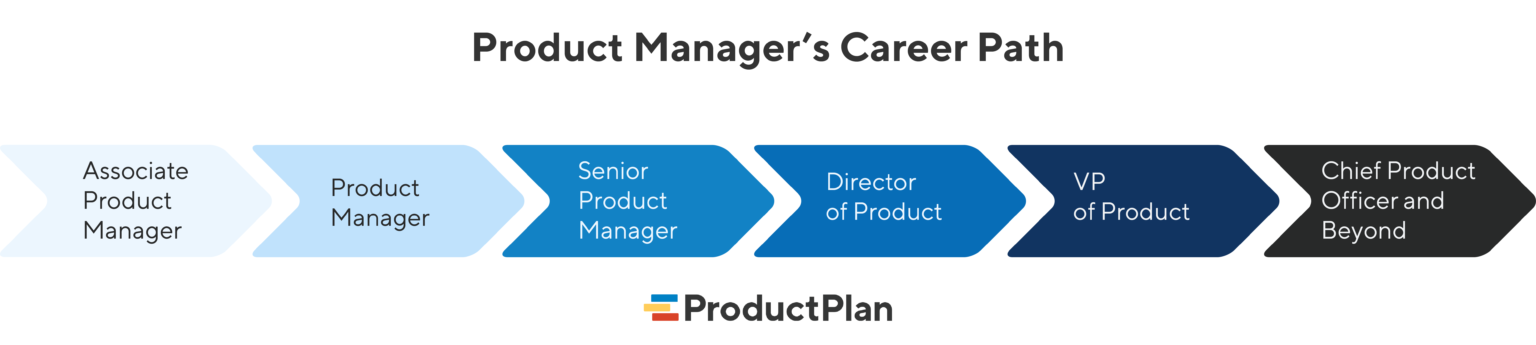 Product Manager’s Career Path
Associate
Product
Manager
Product
Manager
Senior
Product
Manager
Director
of Product
VP
of Product
Chief Product
Officer and
Beyond
ProductPlan